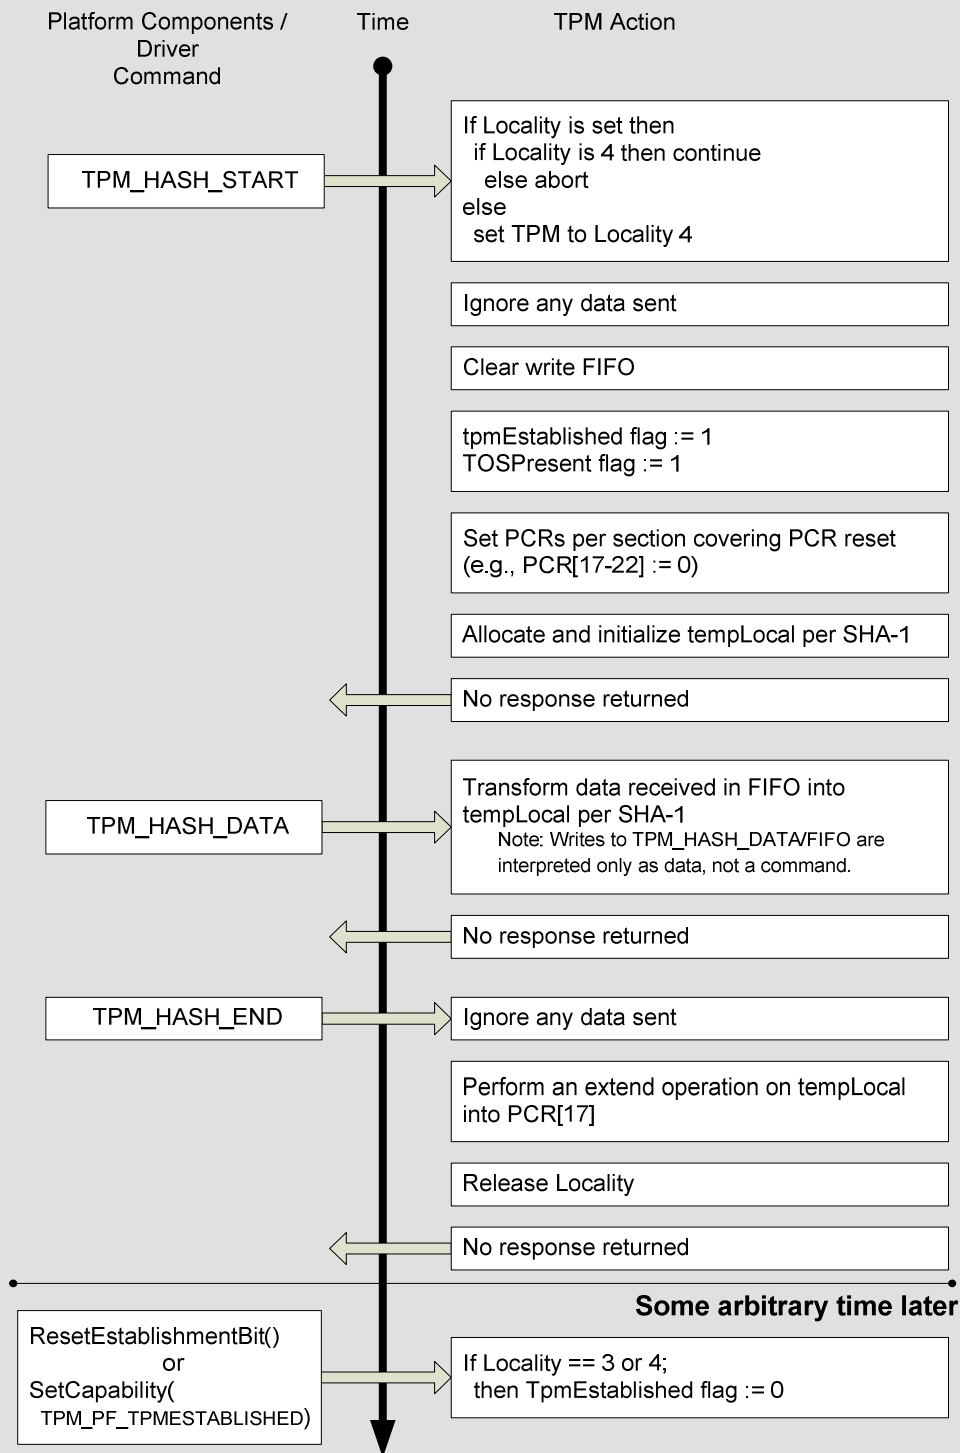 Platform Components /
Driver
Command
Time
TPM Action
TPM_HASH_START
If Locality is set then
if Locality is 4 then continue
else abort
else
set TPM to Locality 4
Ignore any data sent
Clear write FIFO
tpmEstablished flag := 1
TOSPresent flag := 1
Set PCRs per section covering PCR reset
(e.g., PCR[17-22] := 0)
Allocate and initialize tempLocal per SHA-1
No response returned
TPM_HASH_DATA
Transform data received in FIFO into
tempLocal per SHA-1
Note: Writes to TPM_HASH_DATA/FIFO are
interpreted only as data, not a command.
No response returned
TPM_HASH_END
Ignore any data sent
Perform an extend operation on tempLocal
into PCR[17]
Release Locality
No response returned
Some arbitrary time later
ResetEstablishmentBit()
or
SetCapability(
TPM_PF_TPMESTABLISHED)
If Locality == 3 or 4;
then TpmEstablished flag := 0